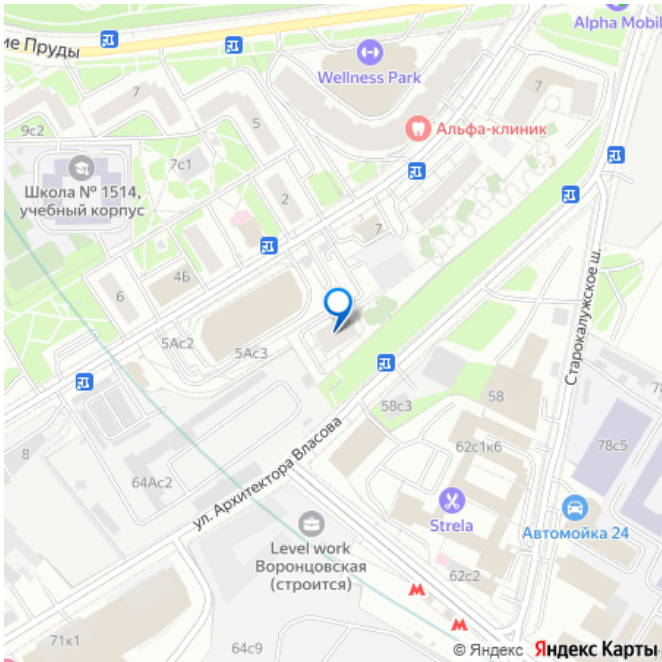 ие Пруды
Alpha Mobil
Wellness Park
7
7
9с2
5
Альфа-клиник
7с1
Школа № 1514,
учебный корпус
2
7
4Б
6
Старокалужское ш.
5Ас2
5Ас3
58с3
58
8
64Ас2
ул. Архитектора Власова
62с1к6
78с5
Strela
Автомойка 24
Level work
Воронцовская
(строится)
62с2
71к1
64с9
© Яндекс Яндекс Карты